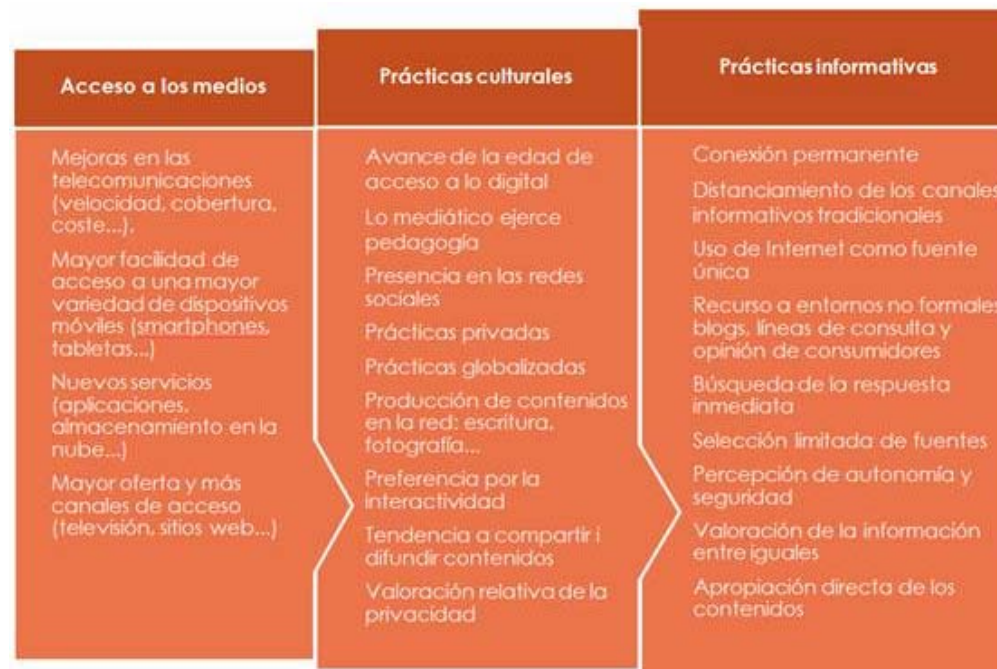 Acceso a los medios
Mejoras en las
telecomunicaciones
(velocidad, cobertura,
coste...).
Mayor facilidad de
acceso a una mayor
variedad de dispositivos
móviles (smartphones,
tabletas...)
Nuevos servicios
(aplicaciones,
almacenamiento en la
nube...)
Mayor oferta y más
canales de acceso
(televisión, sitios web...)
Prácticas culturales
Avance de la edad de
acceso a lo digital
Lo mediático ejerce
pedagogía
Presencia en las redes
sociales
Prácticas privadas
Prácticas globalizadas
Producción de contenidos
en la red: escritura,
fotografía...
Preferencia por la
interactividad
Tendencia a compartir i
difundir contenidos
Valoración relativa de la
privacidad
Prácticas informativas
Conexión permanente
Distanciamiento de los canales
informativos tradicionales
Uso de Internet como fuente
única
Recurso a entornos no formales
blogs, líneas de consulta y
opinión de consumidores
Búsqueda de la respuesta
inmediata
Selección limitada de fuentes
Percepción de autonomía y
seguridad
Valoración de la información
entre iguales
Apropiación directa de los
contenidos